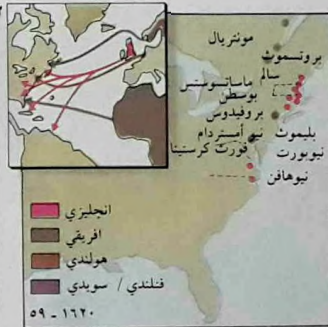 مونتريال
بروتسموث
سالم
ماساتشوستس
بوسطن
بروفيدوس
بليموث
نيو أمستردام
نيوبورت
فورت كرستينا
نيوهافن
انجليزي
افريقي
هولندي
فنلندي / سويدي
١٦٢٠ - ٥٩